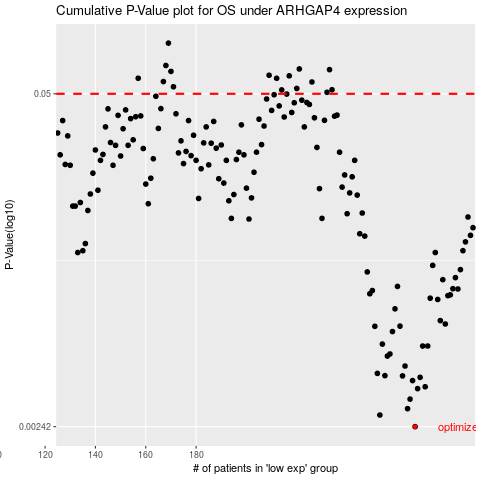 Cumulative P-Value plot for OS under ARHGAP4 expression
0.05
P-Value(log10)
0.00242
optimize
0
120
140
160
180
# of patients in 'low exp' group